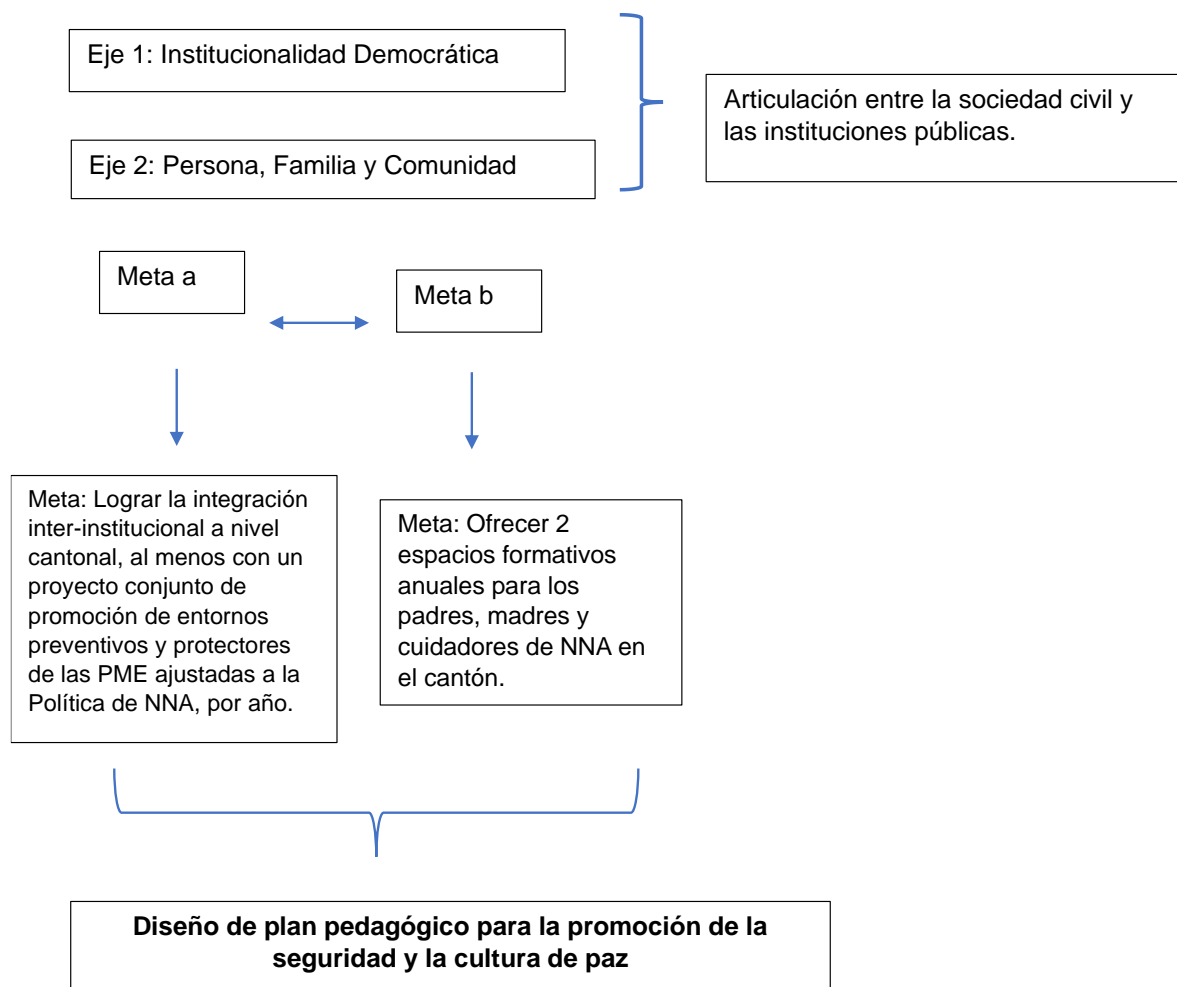 Eje 1: Institucionalidad Democrática
Articulación entre la sociedad civil y
las instituciones públicas.
Eje 2: Persona, Familia y Comunidad
Meta a
Meta b
Meta: Lograr la integración
inter-institucional a nivel
cantonal, al menos con un
proyecto conjunto de
promoción de entornos
preventivos y protectores
de las PME ajustadas a la
Política de NNA, por año.
Meta: Ofrecer 2
espacios formativos
anuales para los
padres, madres y
cuidadores de NNA en
el cantón.
Diseño de plan pedagógico para la promoción de la
seguridad y la cultura de paz